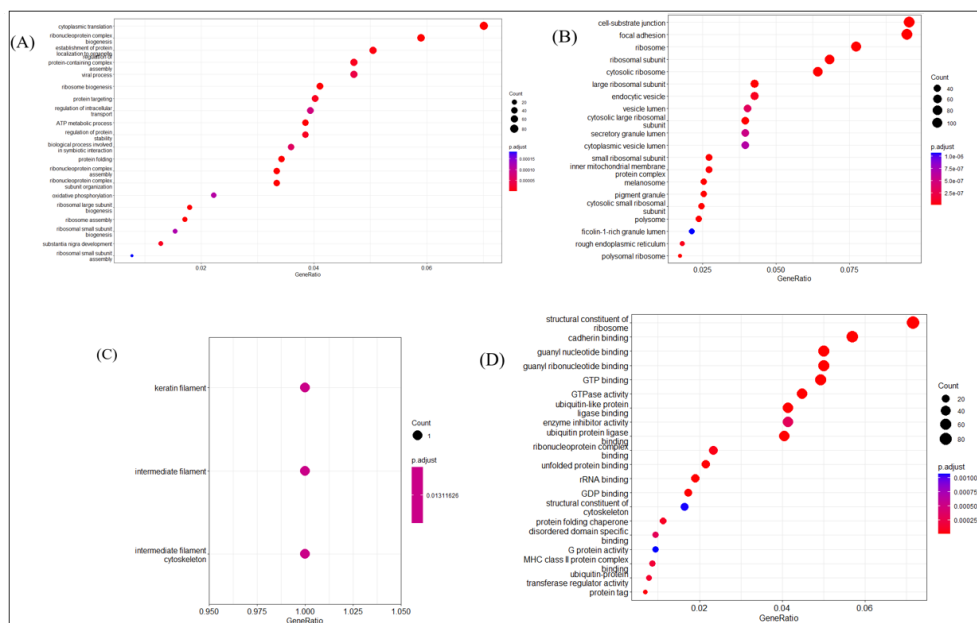 (A)
cytoplasmic translation
ribonucleoprotein complex
biogenesis
establishment of protein
localization to organelle
regulation of
protein-containing complex
assembly
viral process
ribosome biogenesis
protein targeting
regulation of intracellular
transport
ATP metabolic process
regulation of protein
stability
biological process involved
in symbiotic interaction
protein folding
ribonucleoprotein complex
assembly
ribonucleoprotein complex
subunit organization
oxidative phosphorylation
ribosomal large subunit
biogenesis
ribosome assembly
ribosomal small subunit
biogenesis
substantia nigra development
ribosomal small subunit
assembly
0.02 0.04 0.06
GeneRatio
Count
20
40
60
80
p.adjust
0.00015
0.00010
0.00005
(B)
cell-substrate junction
focal adhesion
ribosome
ribosomal subunit
cytosolic ribosome
large ribosomal subunit
endocytic vesicle
vesicle lumen
cytosolic large ribosomal
subunit
secretory granule lumen
cytoplasmic vesicle lumen
small ribosomal subunit
inner mitochondrial membrane
protein complex
melanosome
pigment granule
cytosolic small ribosomal
subunit
polysome
ficolin-1-rich granule lumen
rough endoplasmic reticulum
polysomal ribosome
0.025 0.050 0.075
GeneRatio
Count
40
60
80
100
p.adjust
1.0e-06
7.5e-07
5.0e-07
2.5e-07
(C)
keratin filament
intermediate filament
intermediate filament
cytoskeleton
0.950 0.975 1.000 1.025 1.050
GeneRatio
Count
1
p.adjust
0.01311626
(D)
structural constituent of
ribosome
cadherin binding
guanyl nucleotide binding
guanyl ribonucleotide binding
GTP binding
GTPase activity
ubiquitin-like protein
ligase binding
enzyme inhibitor activity
ubiquitin protein ligase
binding
ribonucleoprotein complex
binding
unfolded protein binding
rRNA binding
GDP binding
structural constituent of
cytoskeleton
protein folding chaperone
disordered domain specific
binding
G protein activity
MHC class II protein complex
binding
ubiquitin-protein
transferase regulator activity
protein tag
0.02 0.04 0.06
GeneRatio
Count
20
40
60
80
p.adjust
0.00100
0.00075
0.00050
0.00025